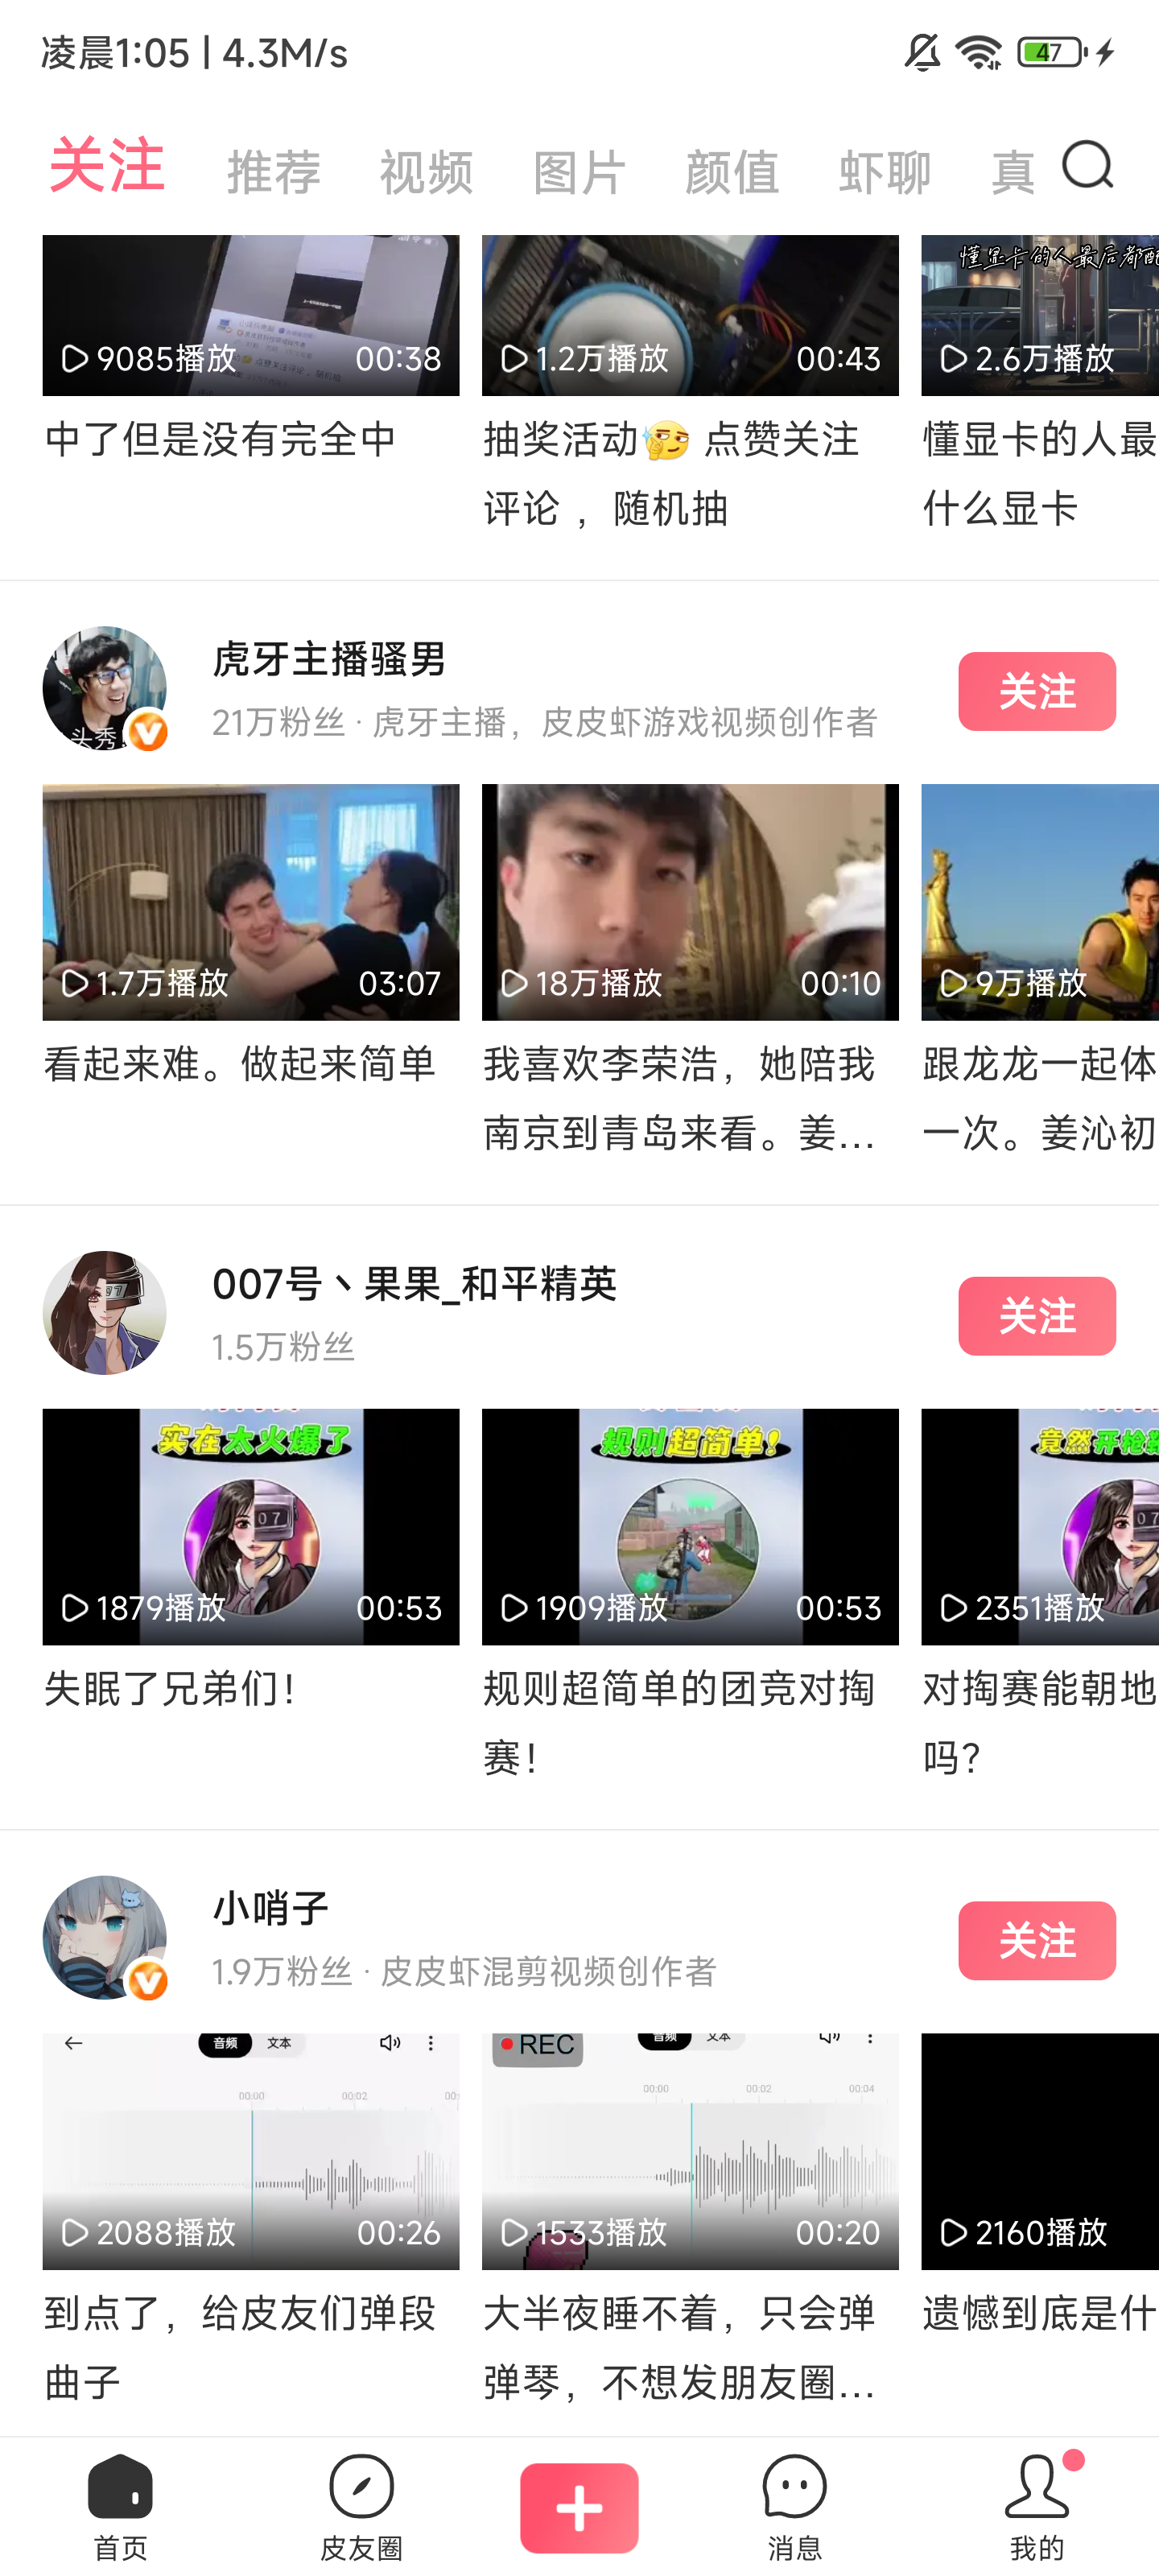 凌晨1:05 | 4.3M/s
47
关注 推荐 视频 图片 颜值 虾聊 真
懂显卡的人最后都
9085播放 00:38
1.2万播放 00:43
2.6万播放
中了但是没有完全中
抽奖活动 点赞关注
评论，随机抽
懂显卡的人最
什么显卡
虎牙主播骚男
21万粉丝 · 虎牙主播，皮皮虾游戏视频创作者
关注
头秀
1.7万播放 03:07
18万播放 00:10
9万播放
看起来难。做起来简单
我喜欢李荣浩，她陪我
南京到青岛来看。姜...
跟龙龙一起体
一次。姜沁初
007号丶果果_和平精英
1.5万粉丝
关注
实在太火爆了
规则超简单！
竟然开枪
07
1879播放 00:53
1909播放 00:53
2351播放
失眠了兄弟们！
规则超简单的团竞对掏
赛！
对掏赛能朝地
吗？
小哨子
1.9万粉丝 · 皮皮虾混剪视频创作者
关注
音频 文本
00:00 00:02
REC
音频 文本
00:00 00:02 00:04
2088播放 00:26
1533播放 00:20
2160播放
到点了，给皮友们弹段
曲子
大半夜睡不着，只会弹
弹琴，不想发朋友圈...
遗憾到底是什
首页 皮友圈 消息 我的